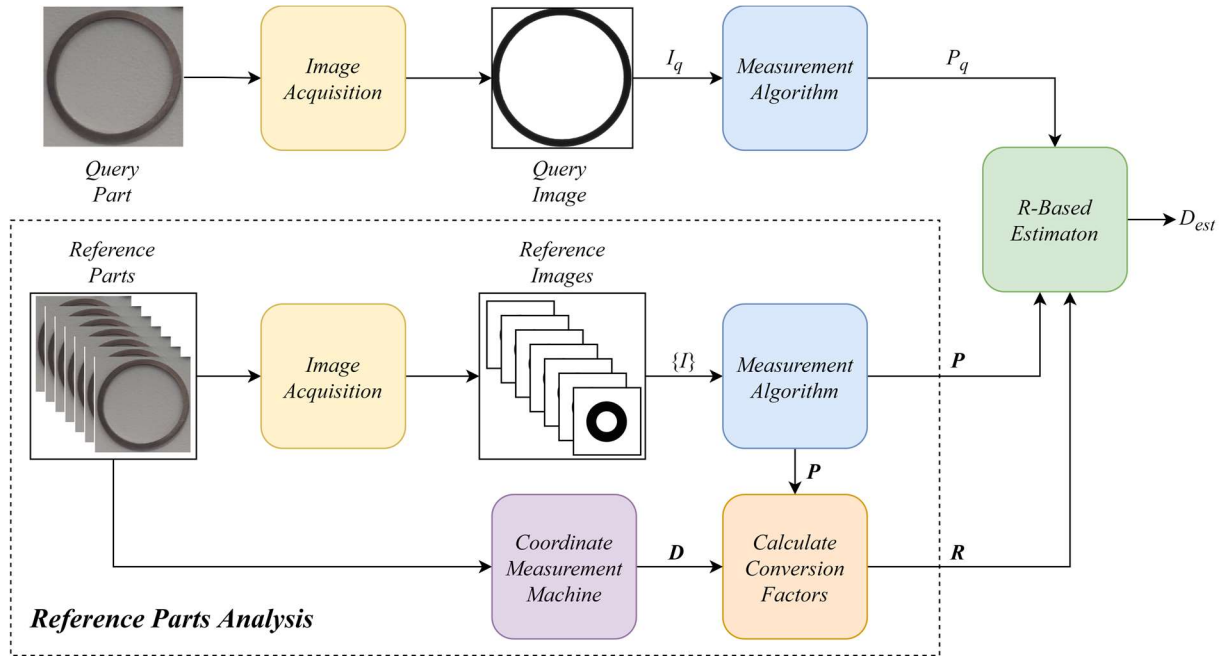 Image
Acquisition
I_q
Measurement
Algorithm
P_q
Query
Part
Query
Image
R-Based
Estimaton
D_est
Reference
Parts
Reference
Images
Image
Acquisition
{I}
Measurement
Algorithm
P
P
Coordinate
Measurement
Machine
D
Calculate
Conversion
Factors
R
Reference Parts Analysis